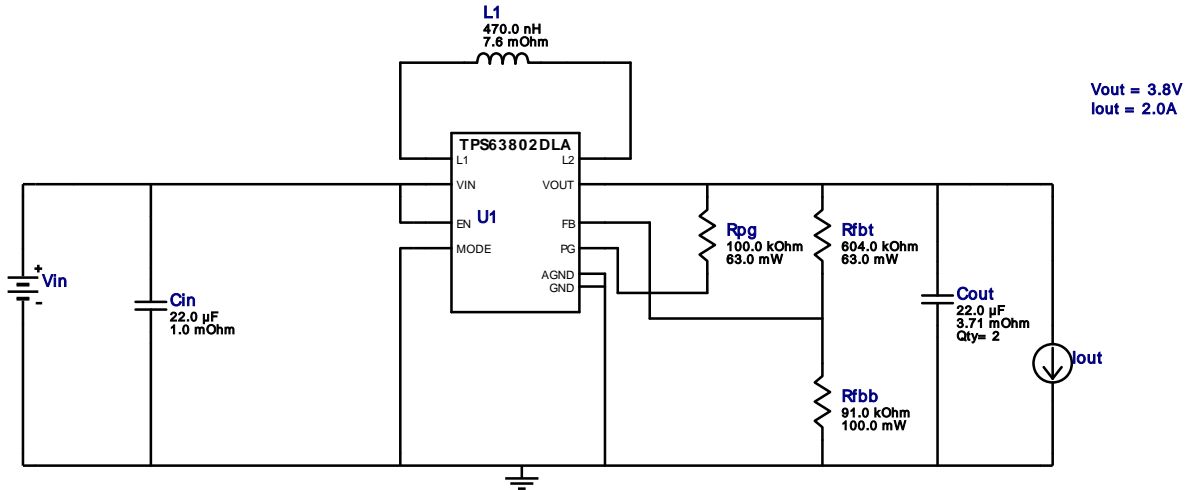 L1
470.0 nH
7.6 mOhm
Vout = 3.8V
Iout = 2.0A
TPS63802DLA
L1
L2
VIN
VOUT
EN
U1
FB
MODE
PG
AGND
GND
Rpg
100.0 kOhm
63.0 mW
Rfbt
604.0 kOhm
63.0 mW
+
Vin
-
Cin
22.0 µF
1.0 mOhm
Cout
22.0 µF
3.71 mOhm
Qty= 2
Iout
Rfbb
91.0 kOhm
100.0 mW